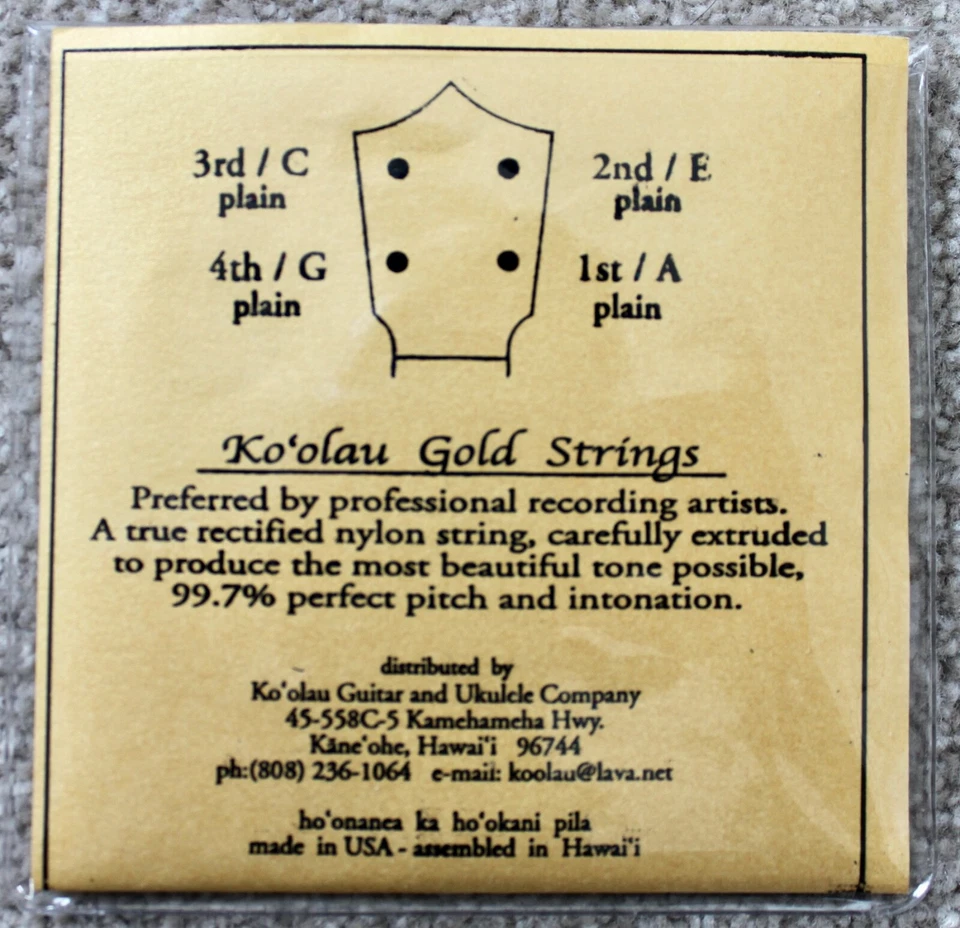 3rd / C
plain
2nd / E
plain
4th / G
plain
1st / A
plain
Ko‘olau Gold Strings
Preferred by professional recording artists.
A true rectified nylon string, carefully extruded
to produce the most beautiful tone possible,
99.7% perfect pitch and intonation.
distributed by
Ko‘olau Guitar and Ukulele Company
45-558C-5 Kamehameha Hwy.
Kāne‘ohe, Hawai‘i 96744
ph:(808) 236-1064 e-mail: koolau@lava.net
ho‘onanea ka ho‘okani pila
made in USA - assembled in Hawai‘i